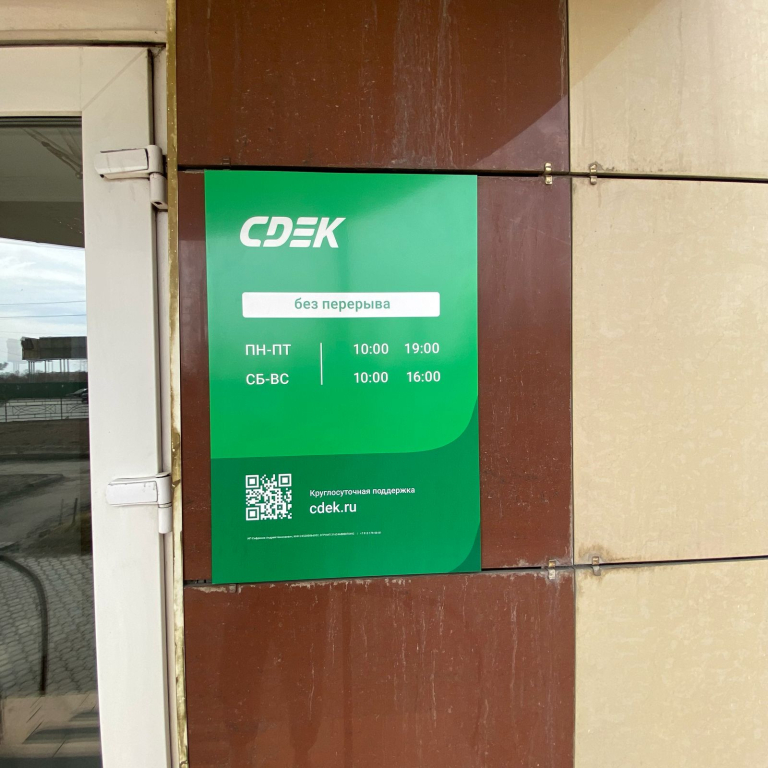 CDEK
без перерыва
ПН-ПТ 10:00 19:00
СБ-ВС 10:00 16:00
Круглосуточная поддержка
cdek.ru